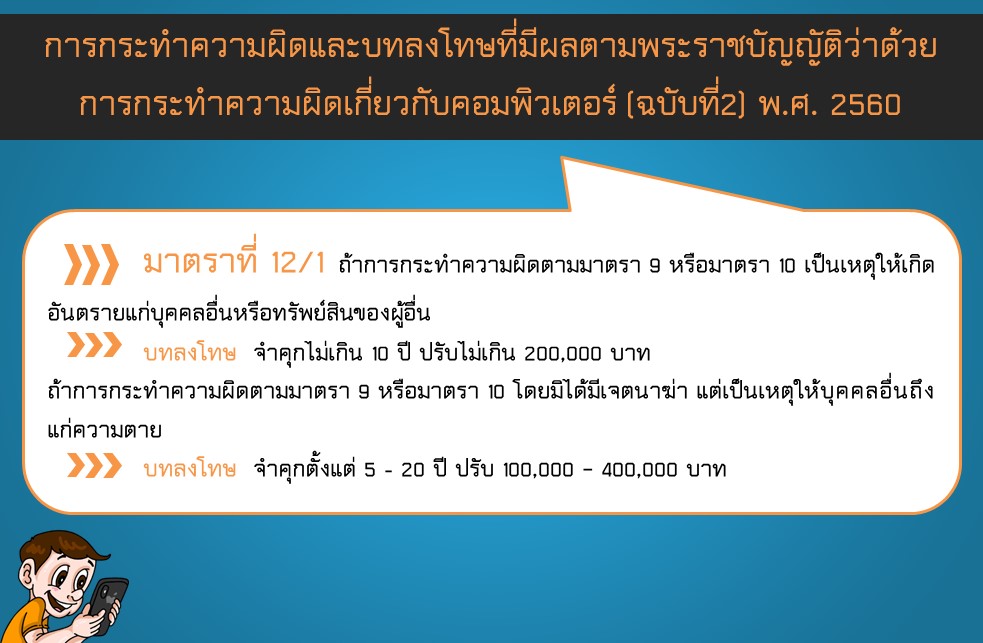 การกระทำความผิดและบทลงโทษที่มีผลตามพระราชบัญญัติว่าด้วย
การกระทำความผิดเกี่ยวกับคอมพิวเตอร์ (ฉบับที่2) พ.ศ. 2560
มาตราที่ 12/1 ถ้าการกระทำความผิดตามมาตรา 9 หรือมาตรา 10 เป็นเหตุให้เกิด
อันตรายแก่บุคคลอื่นหรือทรัพย์สินของผู้อื่น
บทลงโทษ จำคุกไม่เกิน 10 ปี ปรับไม่เกิน 200,000 บาท
ถ้าการกระทำความผิดตามมาตรา 9 หรือมาตรา 10 โดยมิได้มีเจตนาฆ่า แต่เป็นเหตุให้บุคคลอื่นถึง
แก่ความตาย
บทลงโทษ จำคุกตั้งแต่ 5 - 20 ปี ปรับ 100,000 – 400,000 บาท